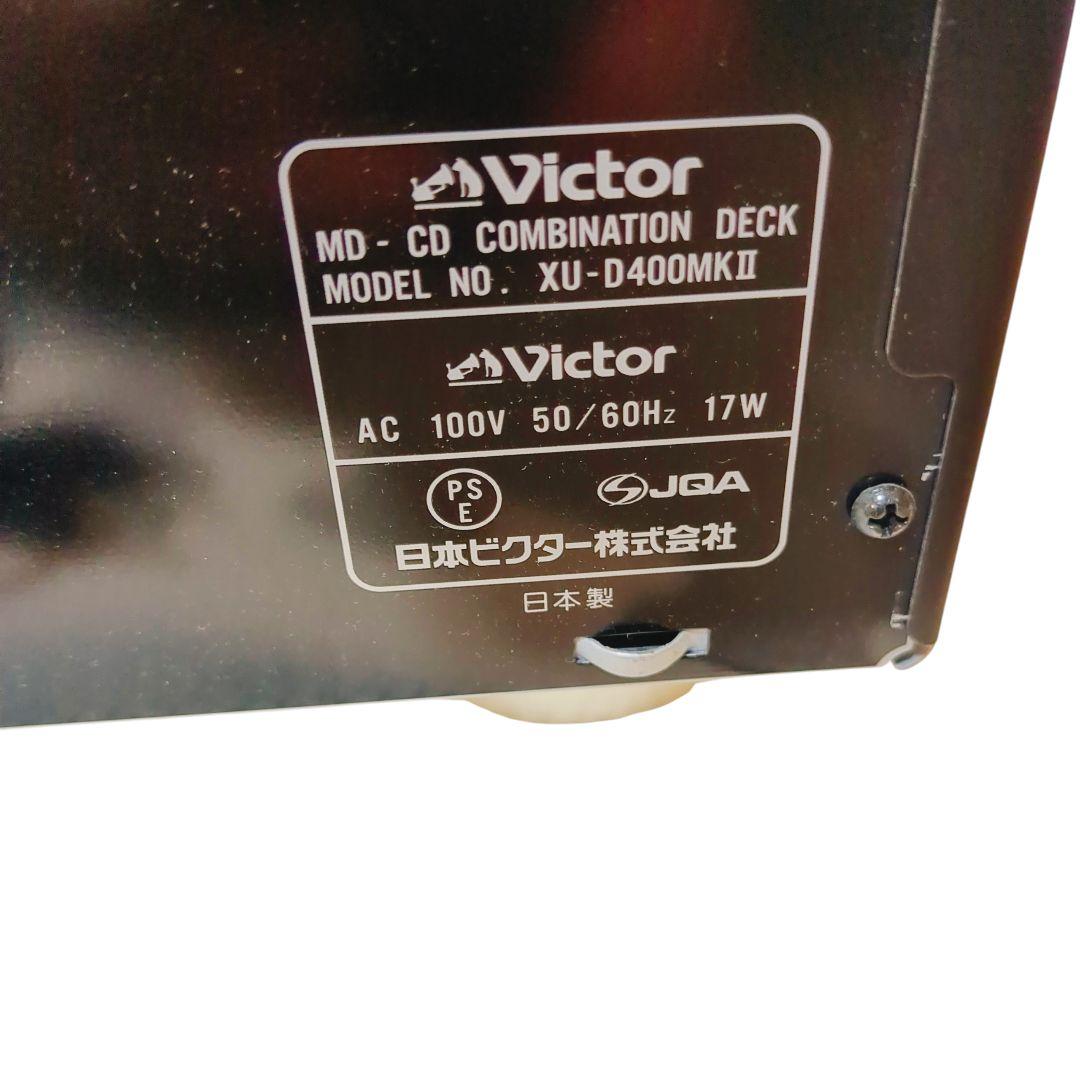 Victor
MD - CD COMBINATION DECK
MODEL NO. XU-D400MKⅡ
Victor
AC 100V 50/60Hz 17W
PS
E
JQA
日本ビクター株式会社
日本製